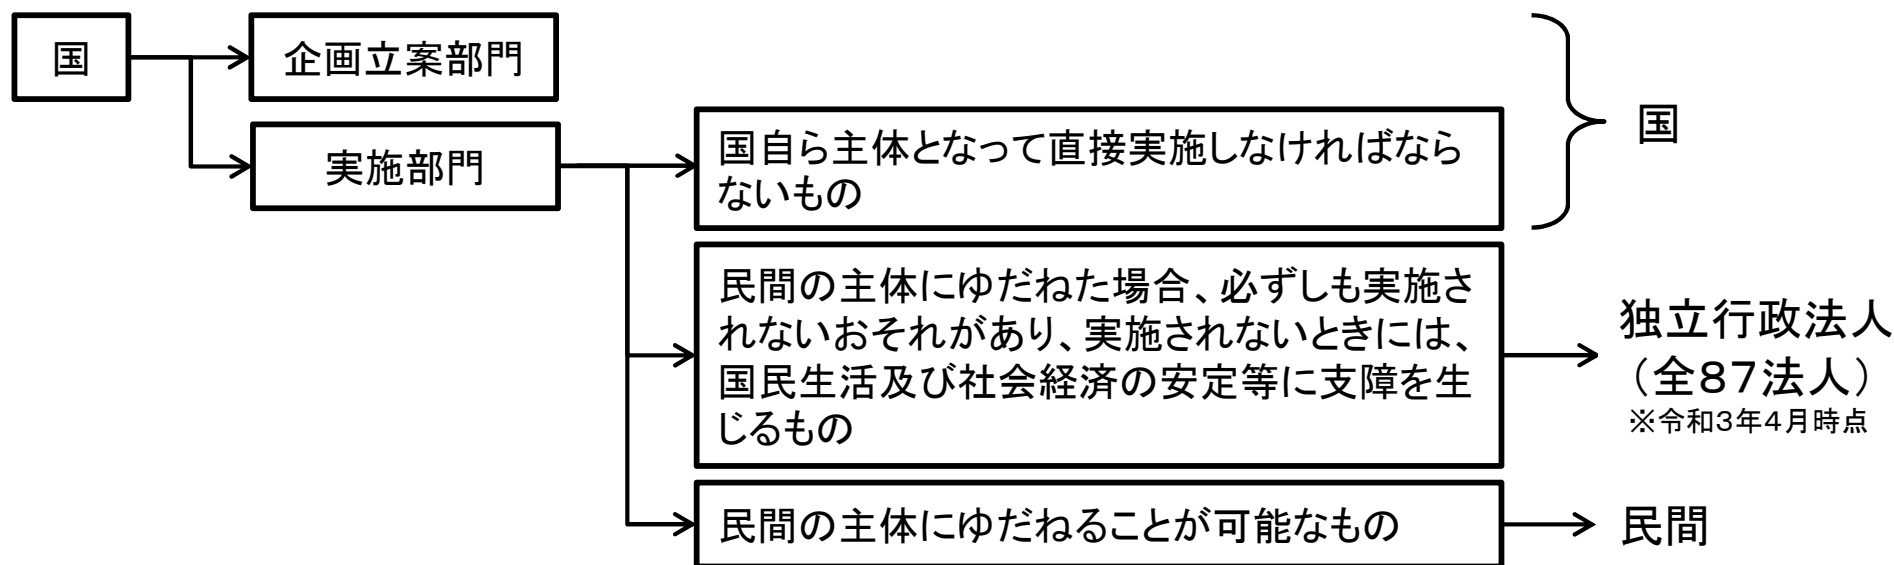 国
企画立案部門
実施部門
国自ら主体となって直接実施しなければなら
ないもの
国
民間の主体にゆだねた場合、必ずしも実施さ
れないおそれがあり、実施されないときには、
国民生活及び社会経済の安定等に支障を生
じるもの
独立行政法人
（全８７法人）
※令和３年４月時点
民間の主体にゆだねることが可能なもの
民間